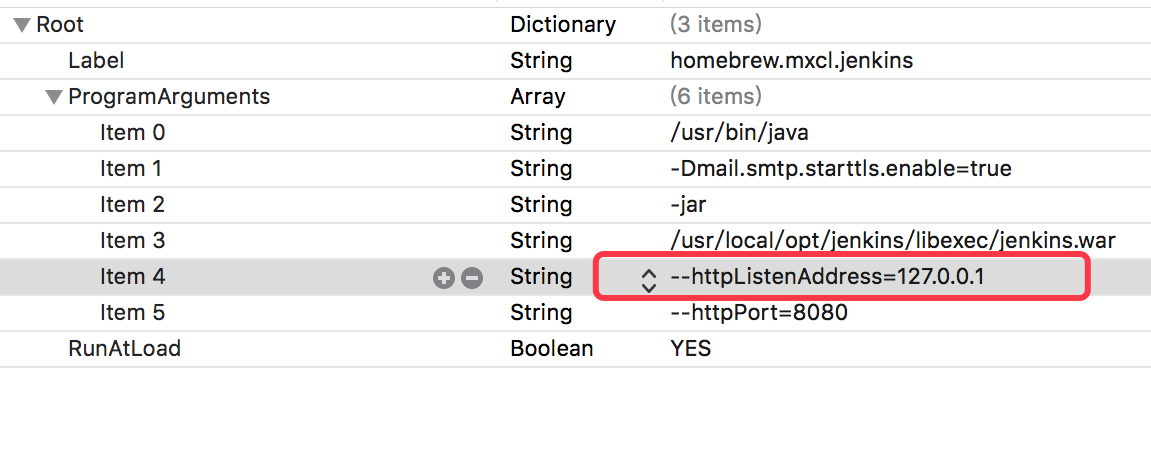 Root Dictionary (3 items)
Label String homebrew.mxcl.jenkins
ProgramArguments Array (6 items)
Item 0 String /usr/bin/java
Item 1 String -Dmail.smtp.starttls.enable=true
Item 2 String -jar
Item 3 String /usr/local/opt/jenkins/libexec/jenkins.war
Item 4 String --httpListenAddress=127.0.0.1
Item 5 String --httpPort=8080
RunAtLoad Boolean YES